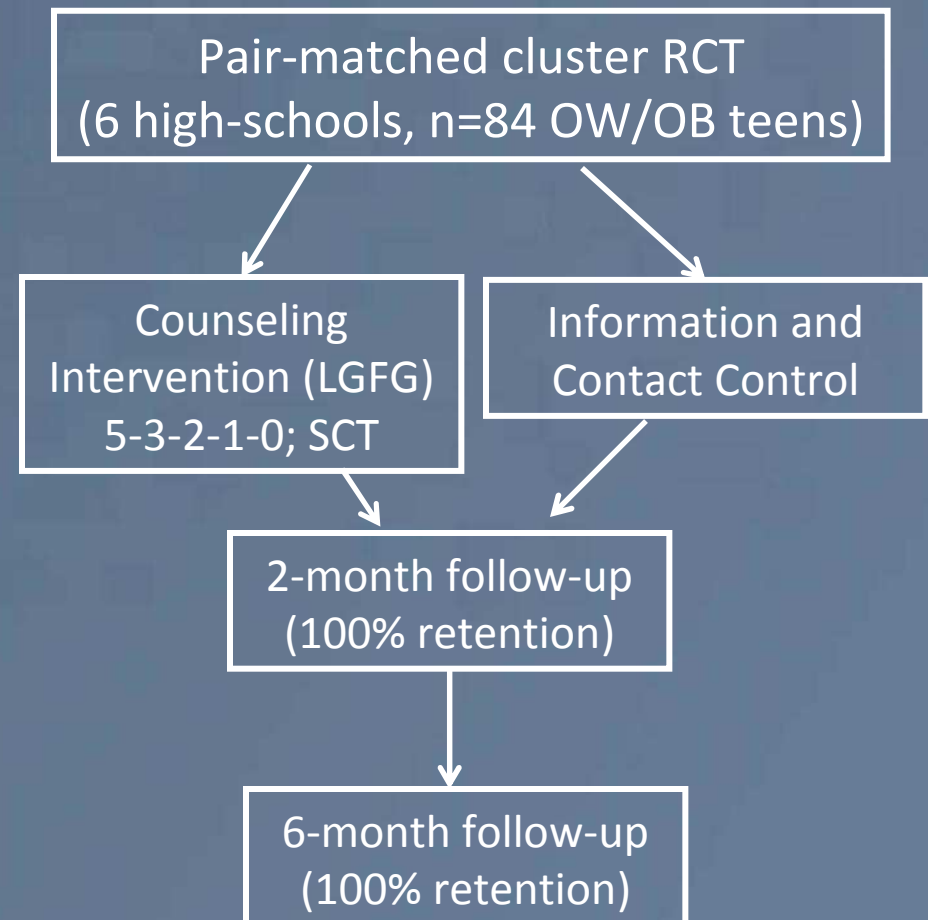 Pair-matched cluster RCT
(6 high-schools, n=84 OW/OB teens)
Counseling
Intervention (LGFG)
5-3-2-1-0; SCT
Information and
Contact Control
2-month follow-up
(100% retention)
6-month follow-up
(100% retention)